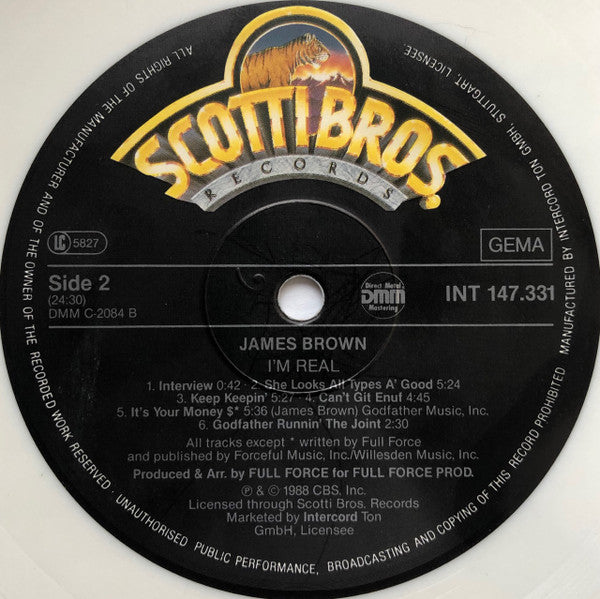 SCOTTI BROS.
RECORDS
LC 5827
GEMA
Side 2
(24:30)
DMM C-2084 B
Direct Metal
DMM
Mastering
INT 147.331
JAMES BROWN
I'M REAL
1. Interview 0:42 · 2. She Looks All Types A' Good 5:24
3. Keep Keepin' 5:27 · 4. Can't Git Enuf 4:45
5. It's Your Money $* 5:36 (James Brown) Godfather Music, Inc.
6. Godfather Runnin' The Joint 2:30
All tracks except * written by Full Force
and published by Forceful Music, Inc./Willesden Music, Inc.
Produced & Arr. by FULL FORCE for FULL FORCE PROD.
℗ & © 1988 CBS, Inc.
Licensed through Scotti Bros. Records
Marketed by Intercord Ton
GmbH, Licensee
ALL RIGHTS OF THE MANUFACTURER AND OF THE OWNER OF THE RECORDED WORK RESERVED · UNAUTHORISED PUBLIC PERFORMANCE, BROADCASTING AND COPYING OF THIS RECORD PROHIBITED
MANUFACTURED BY INTERCORD TON GMBH, STUTTGART, LICENSEE.